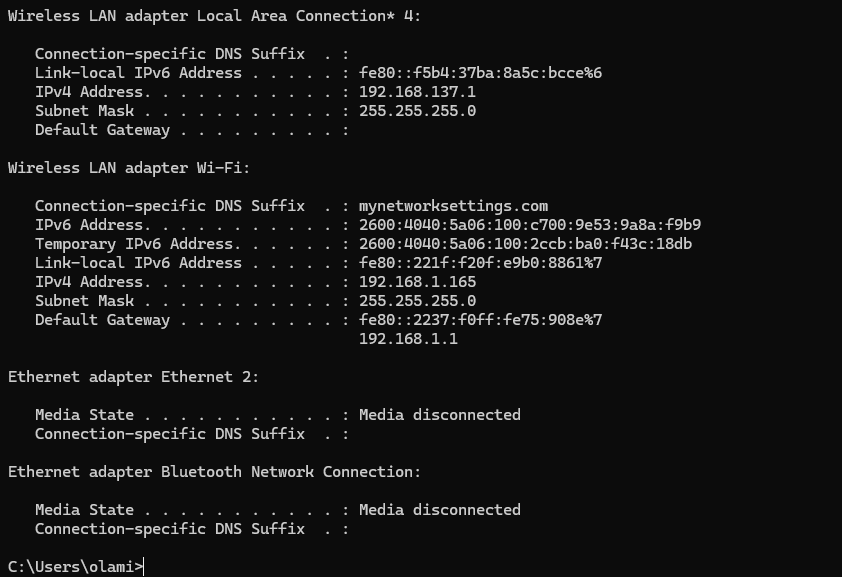 Wireless LAN adapter Local Area Connection* 4:
Connection-specific DNS Suffix  . :
Link-local IPv6 Address . . . . . : fe80::f5b4:37ba:8a5c:bcce%6
IPv4 Address. . . . . . . . . . . : 192.168.137.1
Subnet Mask . . . . . . . . . . . : 255.255.255.0
Default Gateway . . . . . . . . . :
Wireless LAN adapter Wi-Fi:
Connection-specific DNS Suffix  . : mynetworksettings.com
IPv6 Address. . . . . . . . . . . : 2600:4040:5a06:100:c700:9e53:9a8a:f9b9
Temporary IPv6 Address. . . . . . : 2600:4040:5a06:100:2ccb:ba0:f43c:18db
Link-local IPv6 Address . . . . . : fe80::221f:f20f:e9b0:8861%7
IPv4 Address. . . . . . . . . . . : 192.168.1.165
Subnet Mask . . . . . . . . . . . : 255.255.255.0
Default Gateway . . . . . . . . . : fe80::2237:f0ff:fe75:908e%7
192.168.1.1
Ethernet adapter Ethernet 2:
Media State . . . . . . . . . . . : Media disconnected
Connection-specific DNS Suffix  . :
Ethernet adapter Bluetooth Network Connection:
Media State . . . . . . . . . . . : Media disconnected
Connection-specific DNS Suffix  . :
C:\Users\olami>